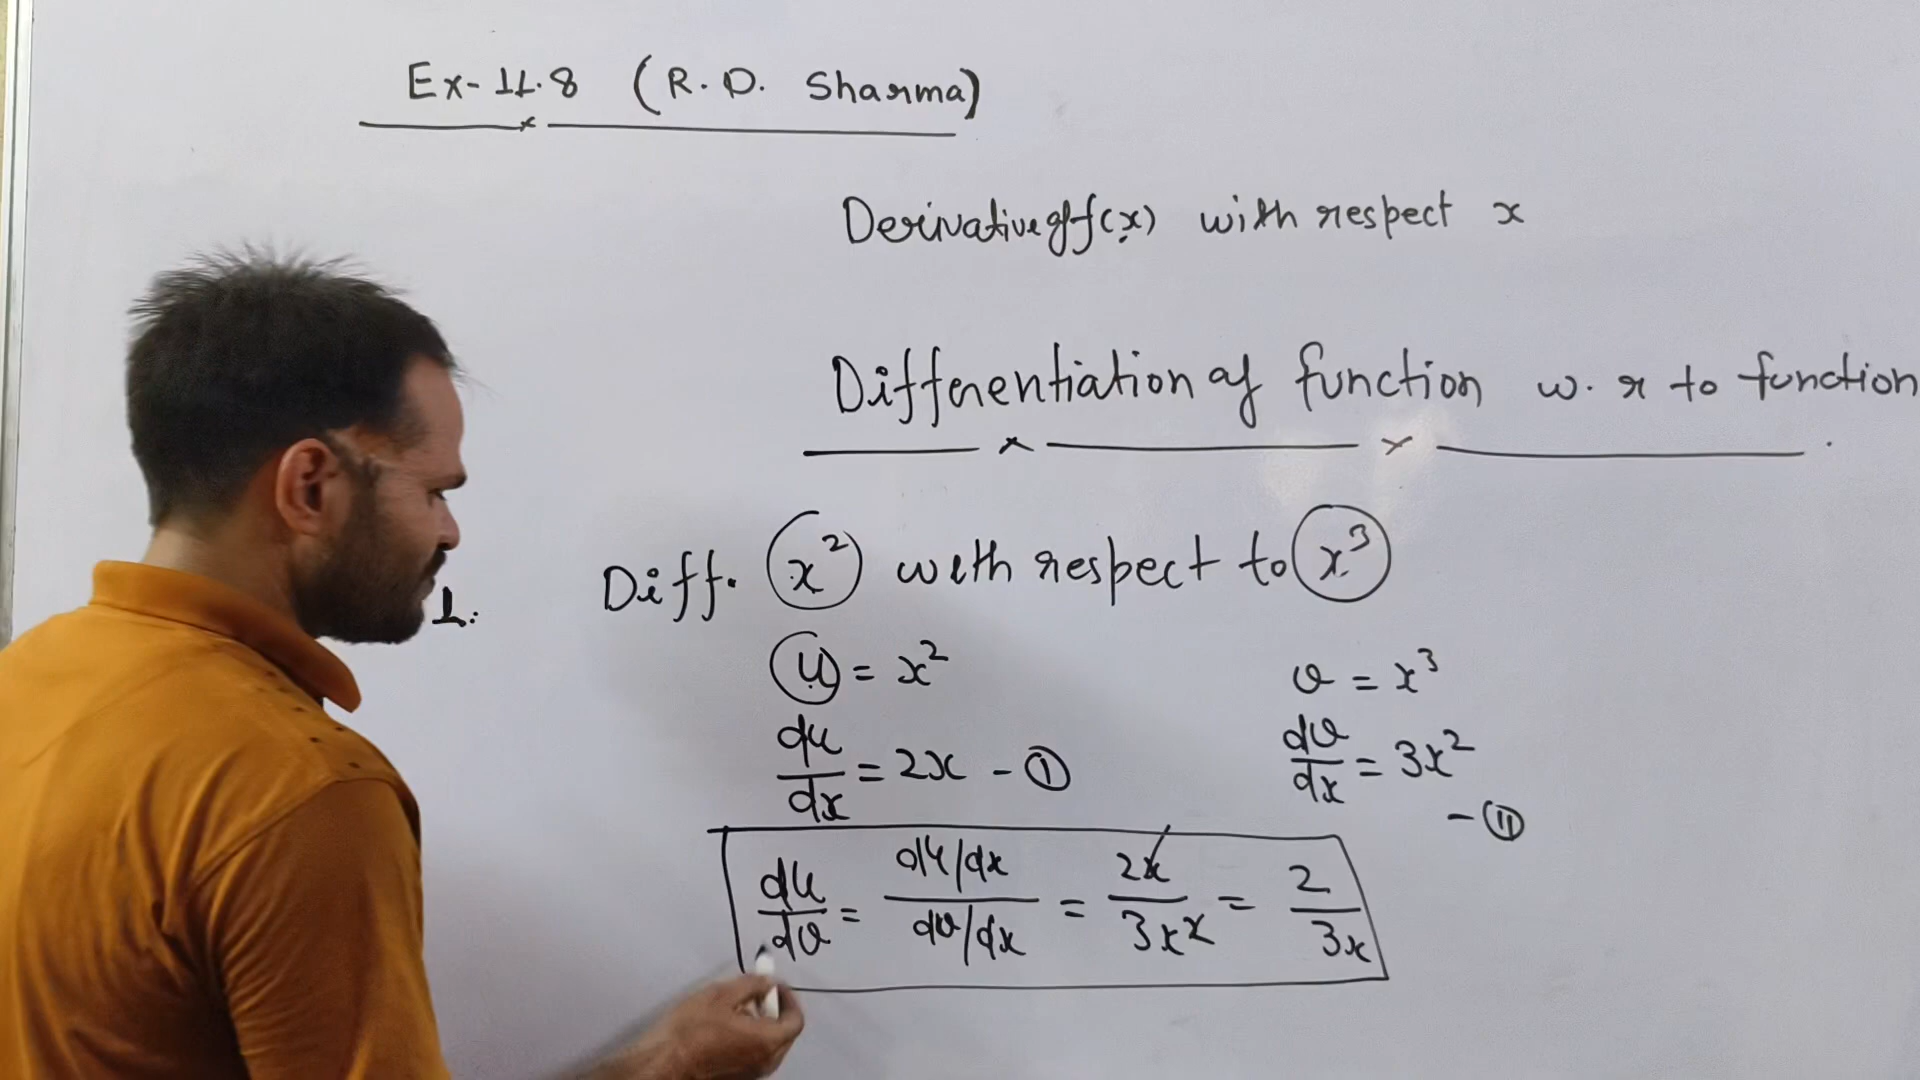 Ex-11.8 (R.D. Sharma)
Derivative of f(x) with respect x
Differentiation of function w.r to function
1. Diff. x² with respect to x³
u = x² v = x³
du/dx = 2x - ① dv/dx = 3x²
- ⑪
du/dv = (du/dx)/(dv/dx) = 2x/3x² = 2/3x